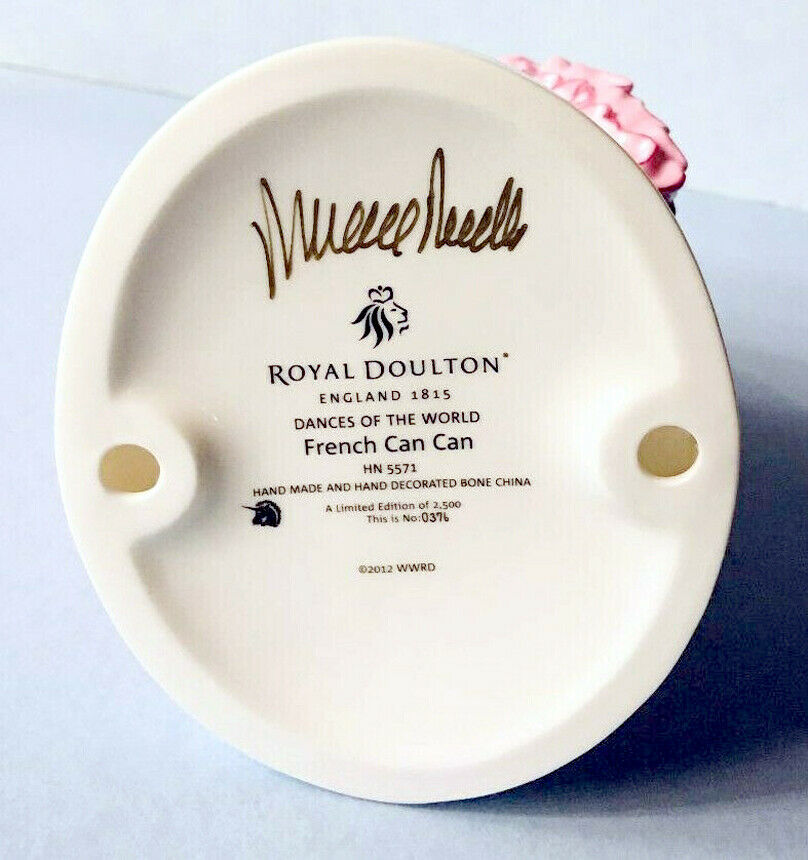 ROYAL DOULTON®
ENGLAND 1815
DANCES OF THE WORLD
French Can Can
HN 5571
HAND MADE AND HAND DECORATED BONE CHINA
A Limited Edition of 2,500
This is No: 0376
©2012 WWRD